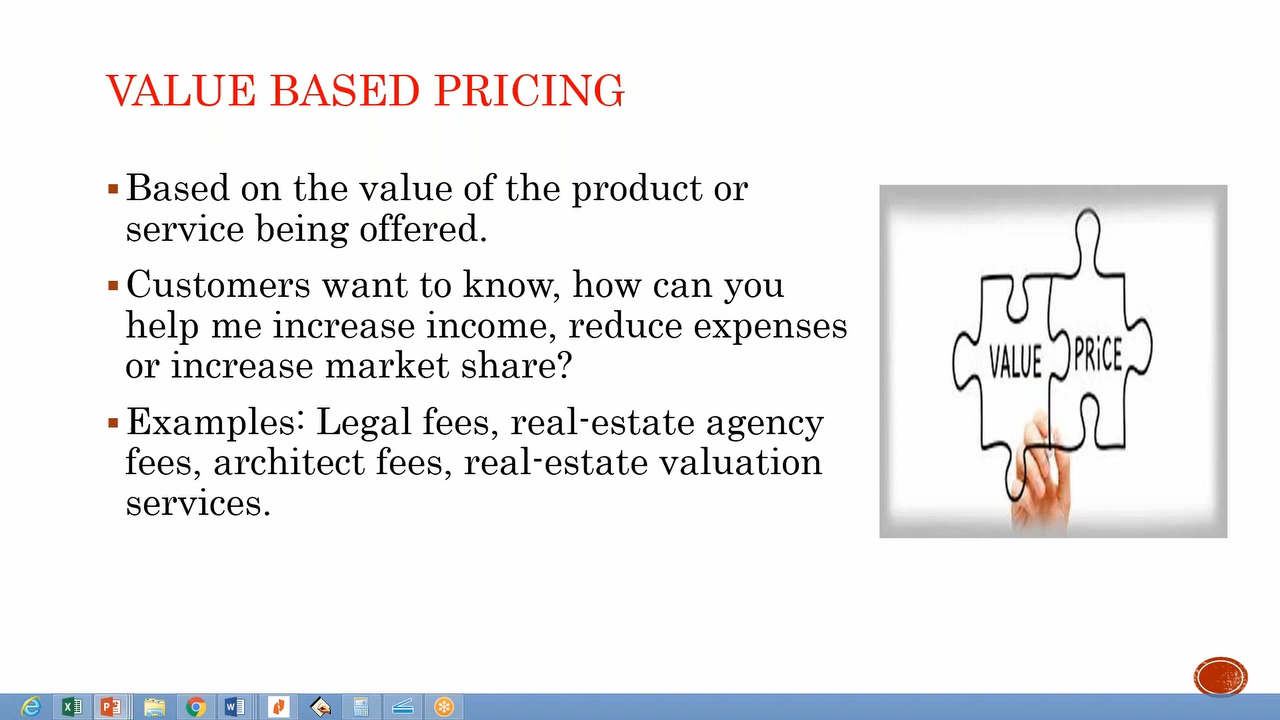 VALUE BASED PRICING
Based on the value of the product or
service being offered.
Customers want to know, how can you
help me increase income, reduce expenses
or increase market share?
Examples: Legal fees, real-estate agency
fees, architect fees, real-estate valuation
services.
VALUE PRiCE